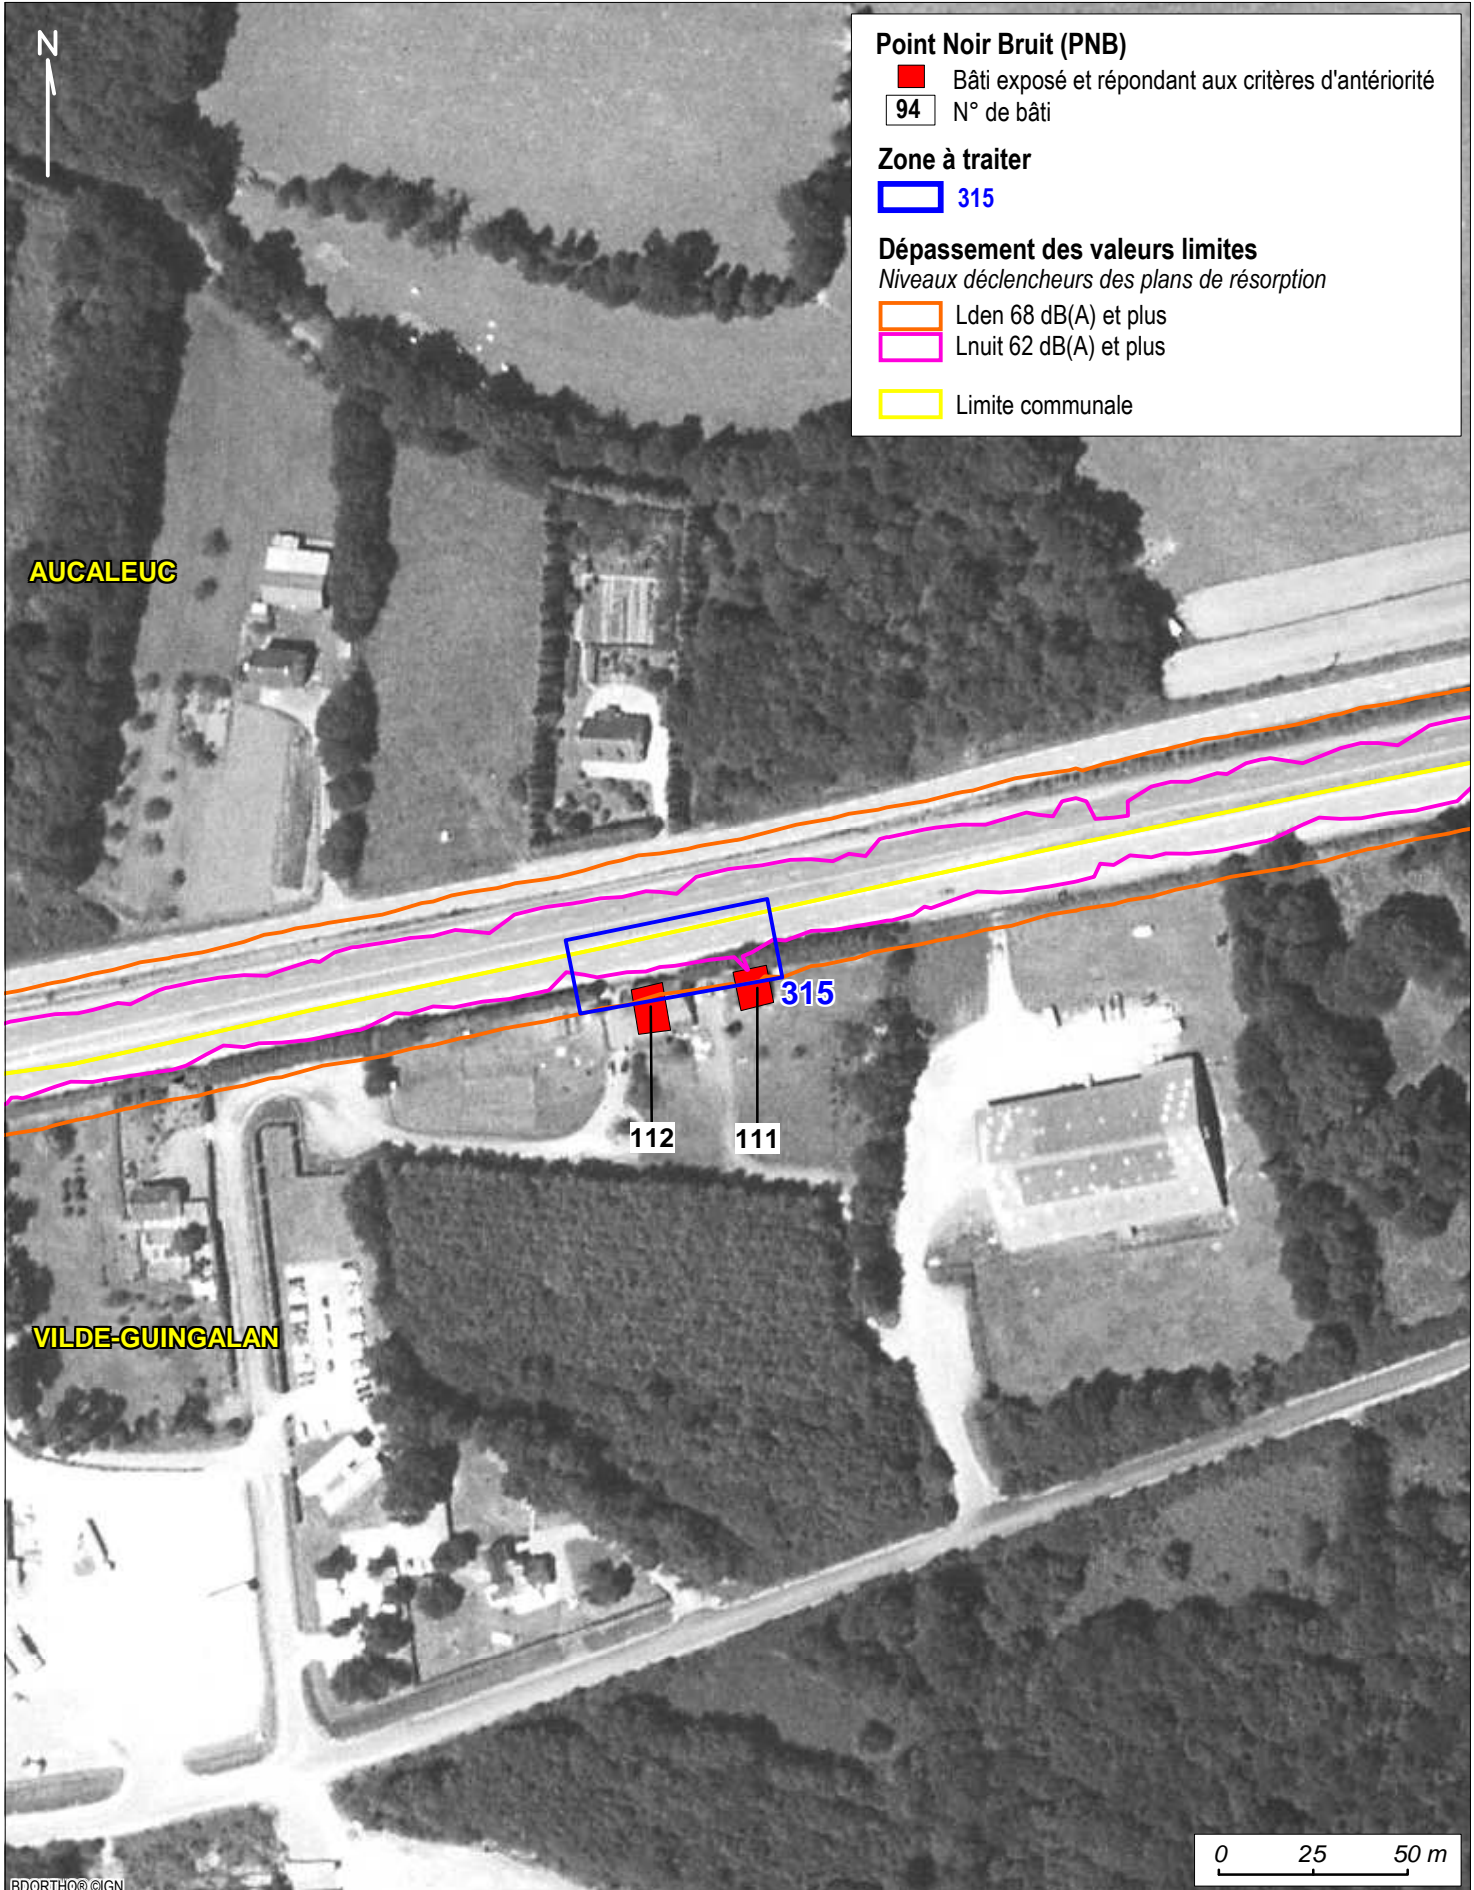 N
Point Noir Bruit (PNB)
Bâti exposé et répondant aux critères d'antériorité
94 N° de bâti
Zone à traiter
315
Dépassement des valeurs limites
Niveaux déclencheurs des plans de résorption
Lden 68 dB(A) et plus
Lnuit 62 dB(A) et plus
Limite communale
AUCALEUC
315
112 111
VILDE-GUINGALAN
0 25 50 m
BDORTHO® ©IGN